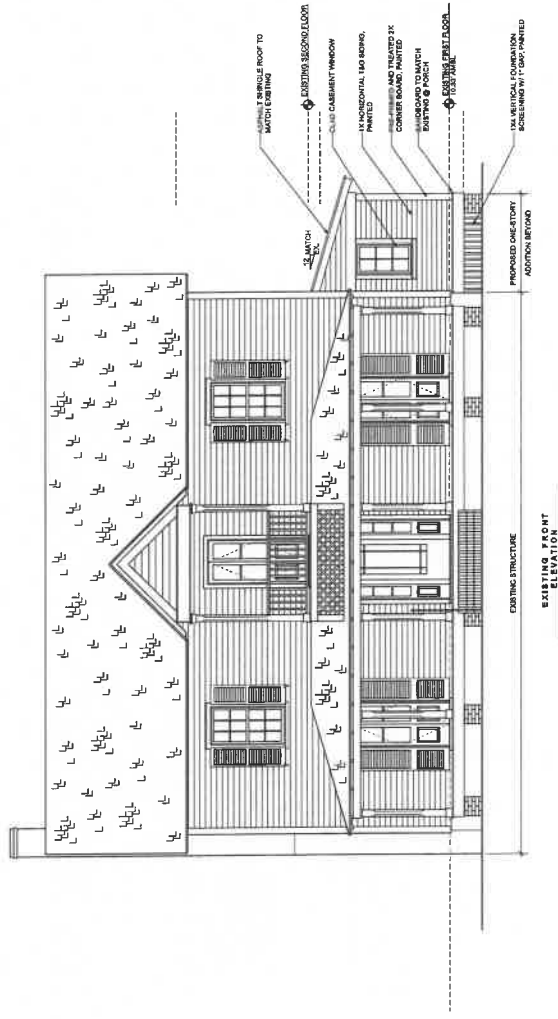 ASPHALT SHINGLE ROOF TO
MATCH EXISTING
EXISTING SECOND FLOOR
CLAD CASEMENT WINDOW
1X HORIZONTAL T&G SIDING,
PAINTED
PRE-PRIMED AND TREATED 2X
CORNER BOARD, PAINTED
BANDBOARD TO MATCH
EXISTING @ PORCH
EXISTING FIRST FLOOR
1X4 VERTICAL FOUNDATION
SCREENING W/ 1" GAP, PAINTED
12 MATCH
EX.
PROPOSED ONE-STORY
ADDITION BEYOND
EXISTING STRUCTURE
EXISTING FRONT
ELEVATION